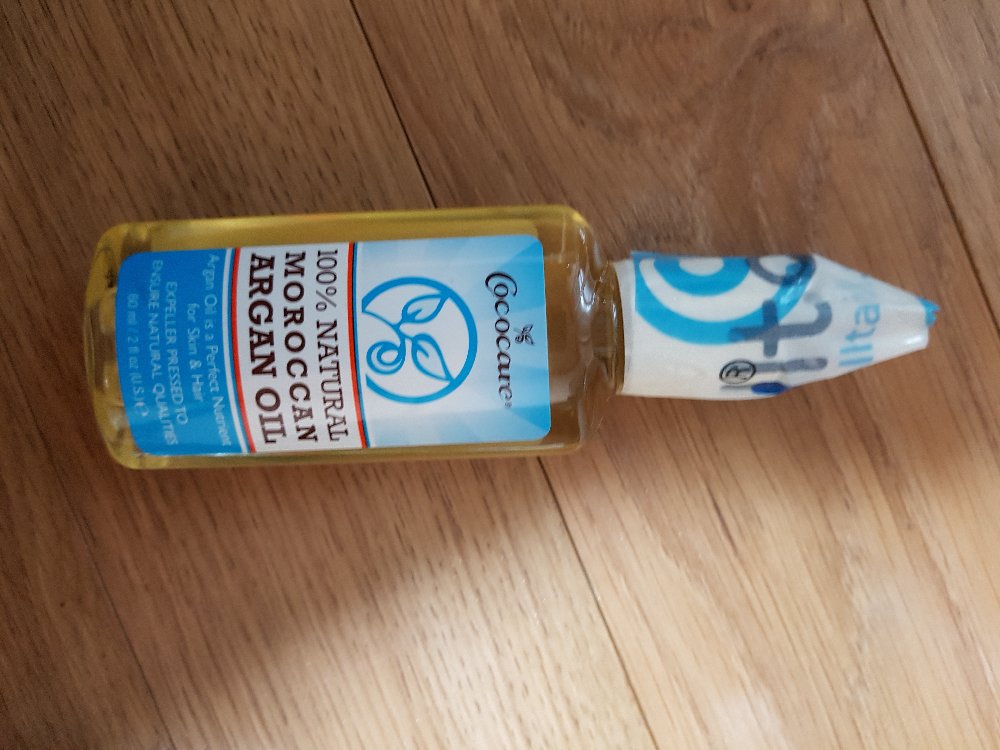 Cococare®
100% NATURAL
MOROCCAN
ARGAN OIL
Argan Oil is a Perfect Nutrient
for Skin & Hair
EXPELLER PRESSED TO
ENSURE NATURAL QUALITIES
60 ml / 2 fl oz (U.S.) ℮